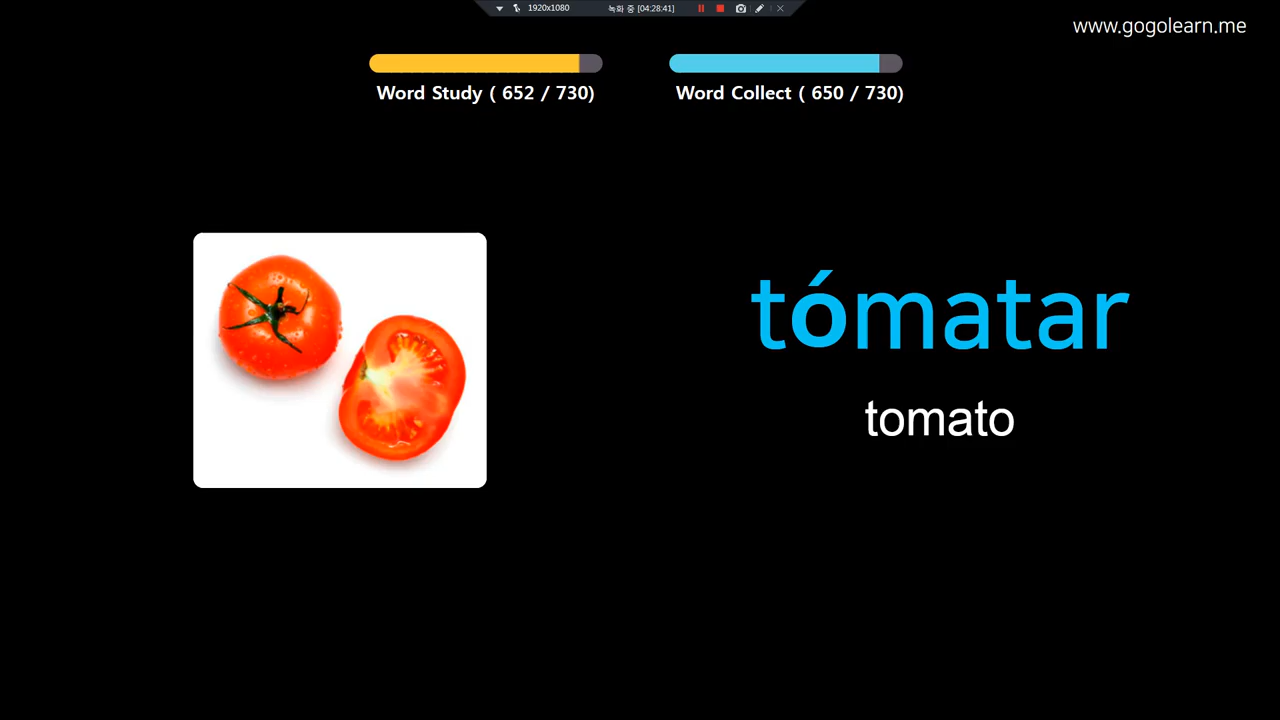 1920x1080 녹화 중 [04:28:41]
www.gogolearn.me
Word Study ( 652 / 730) Word Collect ( 650 / 730)
tómatar
tomato